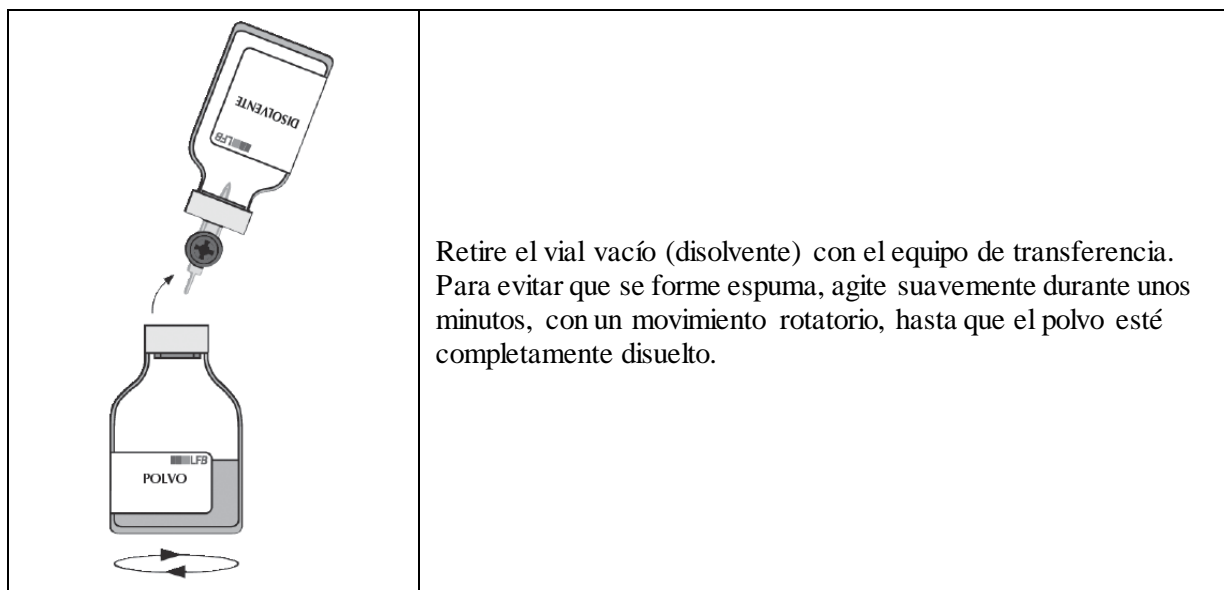 DISOLVENTE
LFB
Retire el vial vacío (disolvente) con el equipo de transferencia.
Para evitar que se forme espuma, agite suavemente durante unos
minutos, con un movimiento rotatorio, hasta que el polvo esté
completamente disuelto.
LFB
POLVO